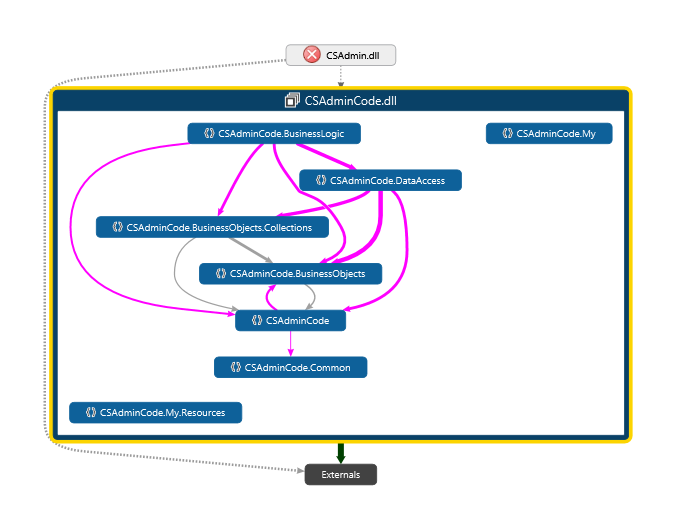 CSAdmin.dll
CSAdminCode.dll
CSAdminCode.BusinessLogic
CSAdminCode.My
CSAdminCode.DataAccess
CSAdminCode.BusinessObjects.Collections
CSAdminCode.BusinessObjects
CSAdminCode
CSAdminCode.Common
CSAdminCode.My.Resources
Externals